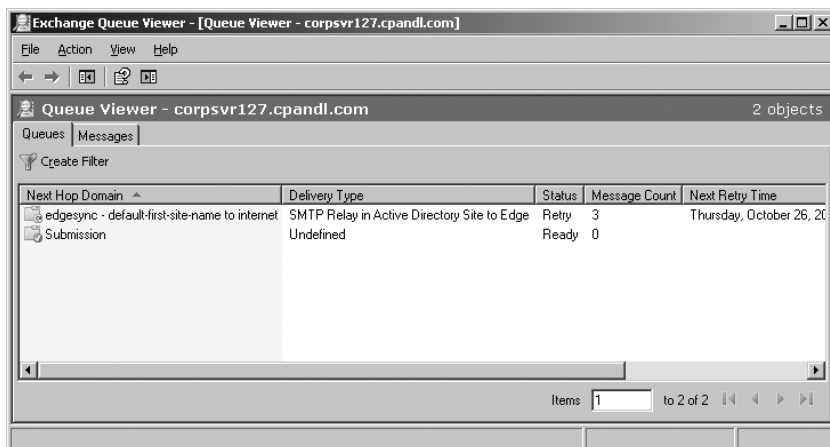 Exchange Queue Viewer - [Queue Viewer - corpsvr127.cpandl.com]
File Action View Help
Queue Viewer - corpsvr127.cpandl.com 2 objects
Queues Messages
Create Filter
Next Hop Domain Delivery Type Status Message Count Next Retry Time
edgesync - default-first-site-name to internet SMTP Relay in Active Directory Site to Edge Retry 3 Thursday, October 26, 20
Submission Undefined Ready 0
Items 1 to 2 of 2